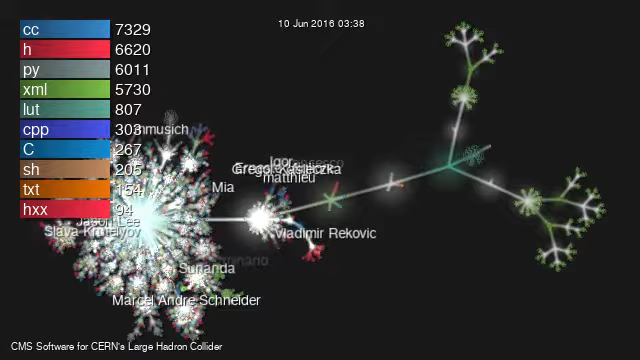 10 Jun 2016 03:38
cc 7329
h 6620
py 6011
xml 5730
lut 807
cpp 303
C 267
sh 205
txt 154
hxx 94
Igor
matthieu
Mia
Vladimir Rekovic
Slava Krutelyov
Sunanda
Marcel Andre Schneider
CMS Software for CERN's Large Hadron Collider